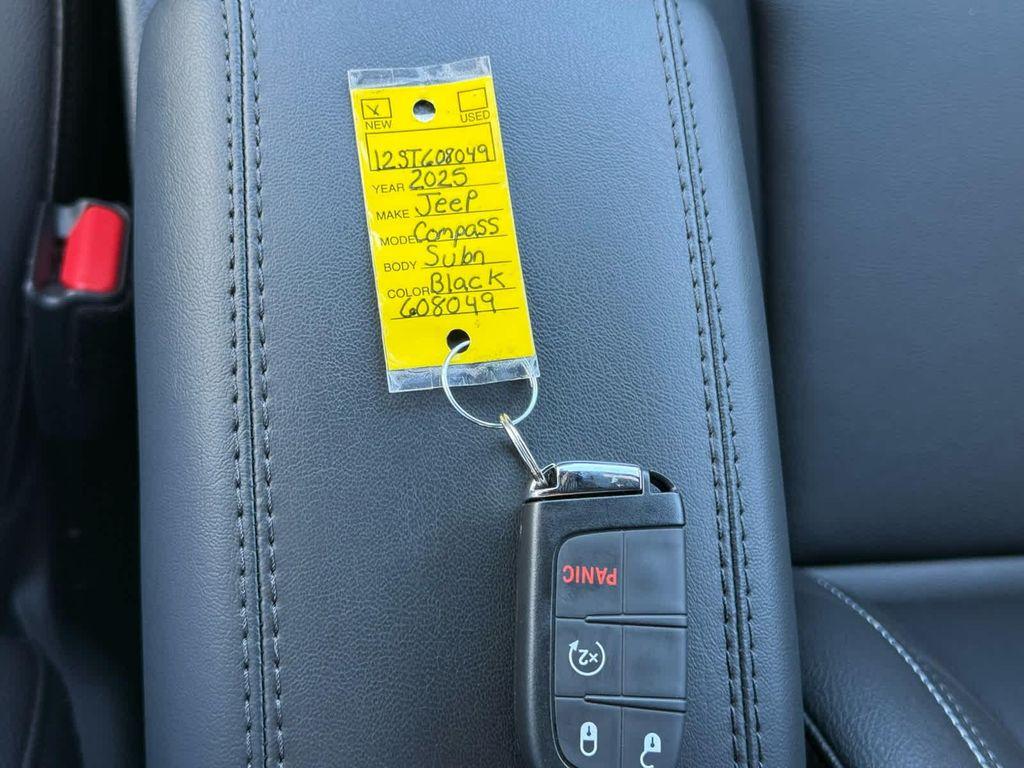 NEW USED
12ST608049
YEAR 2025
MAKE Jeep
MODEL Compass
BODY Subn
COLOR Black
608049
PANIC
×2